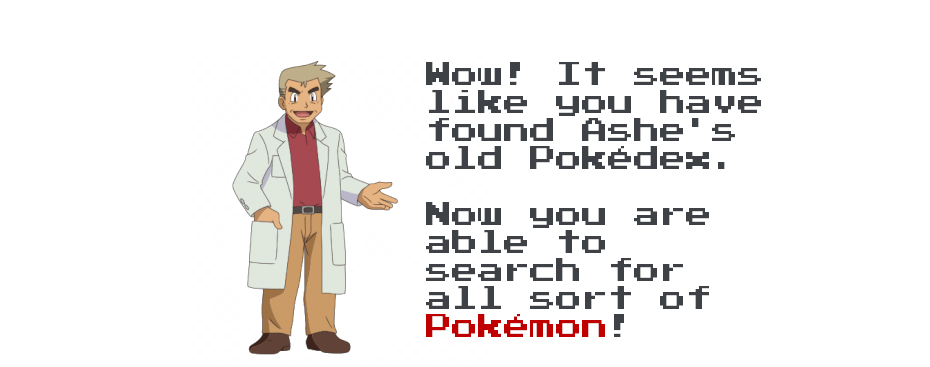 Wow! It seems
like you have
found Ashe's
old Pokédex.
Now you are
able to
search for
all sort of
Pokémon!